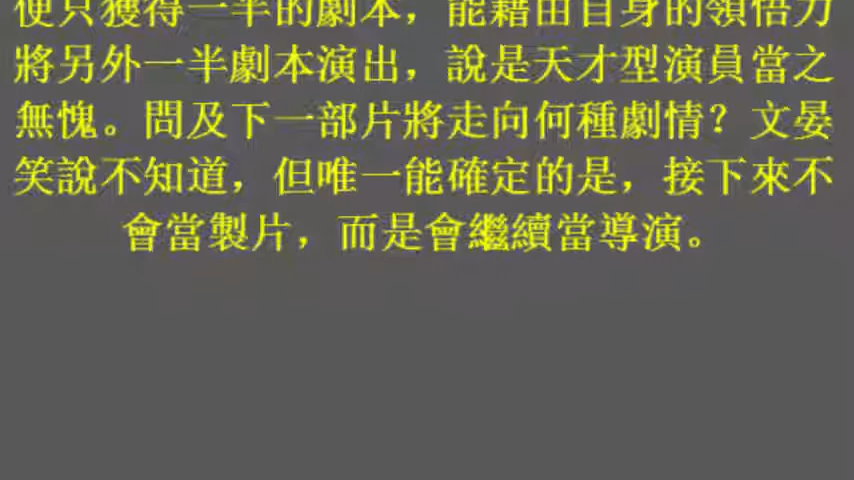 便只獲得一半的劇本，能藉由自身的領悟力
將另外一半劇本演出，說是天才型演員當之
無愧。問及下一部片將走向何種劇情？文晏
笑說不知道，但唯一能確定的是，接下來不
會當製片，而是會繼續當導演。